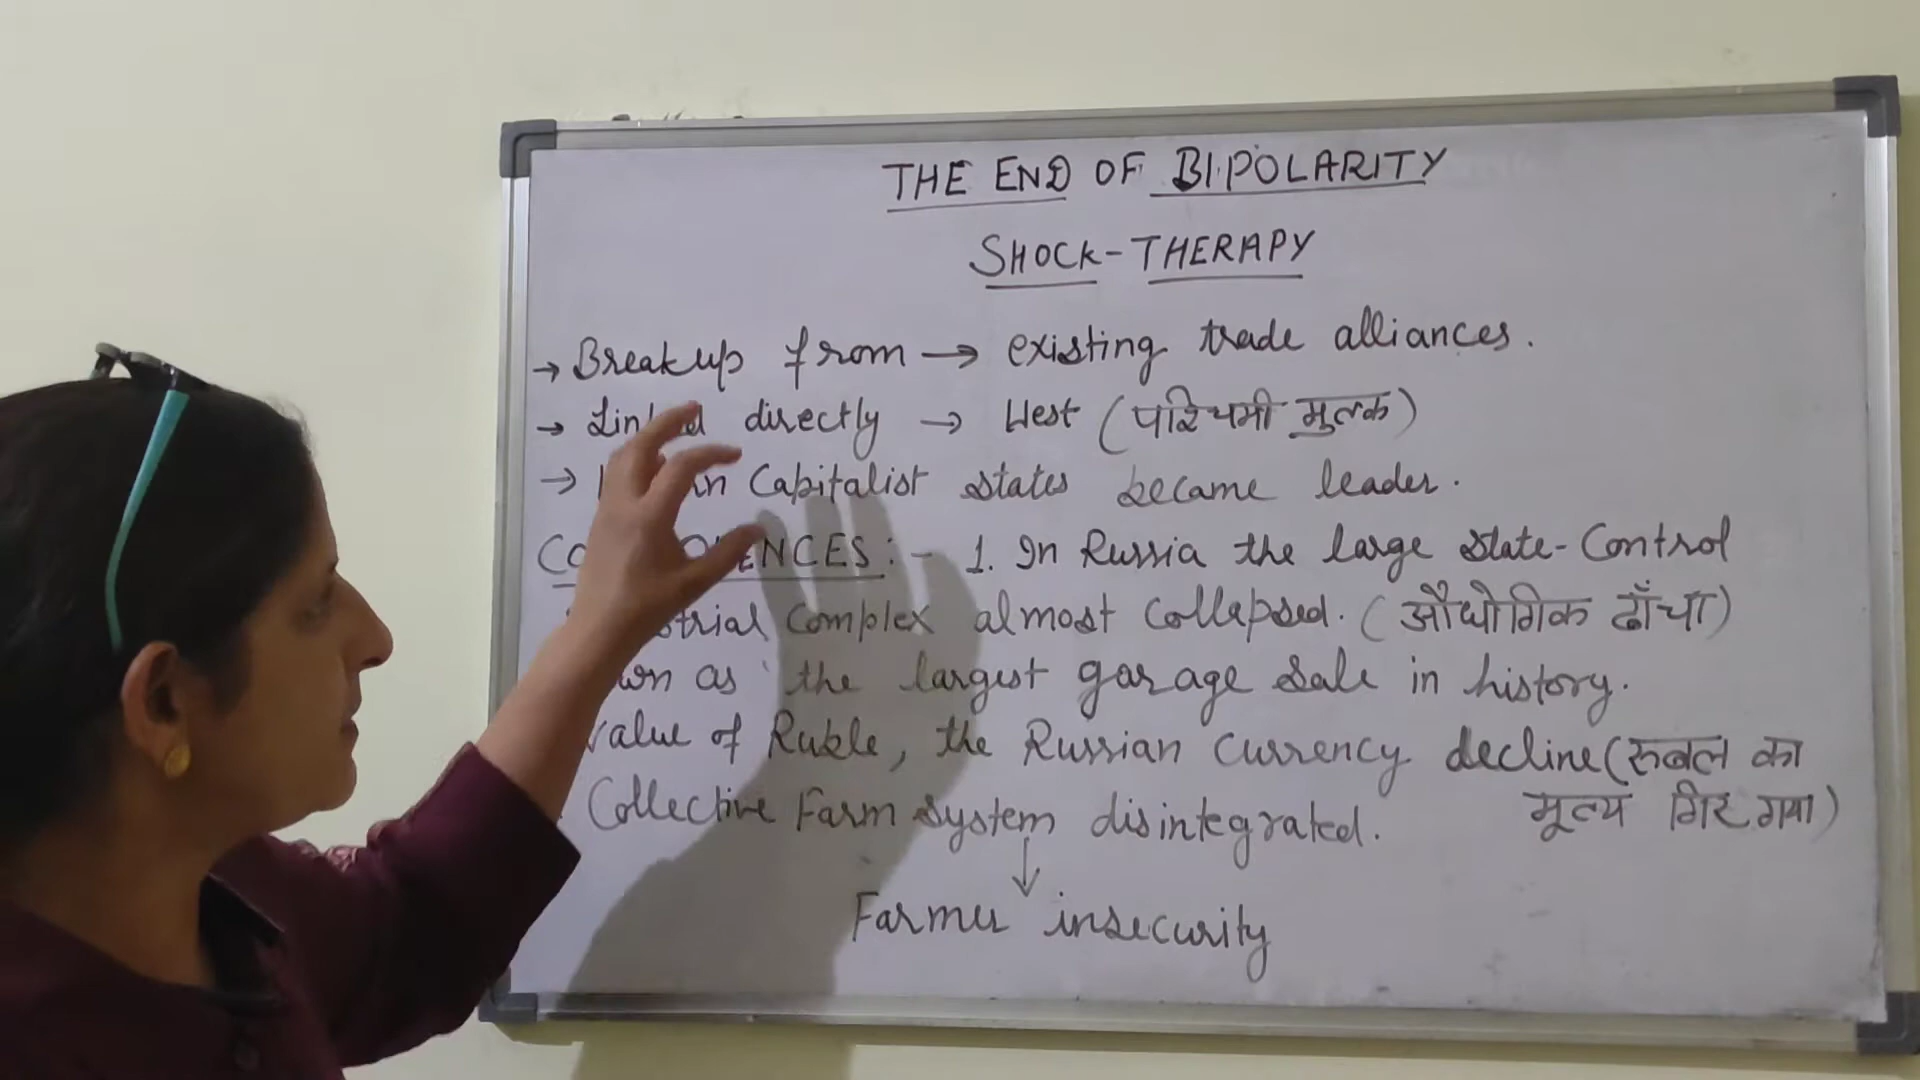 THE END OF BIPOLARITY
SHOCK-THERAPY
→ Breakup from → existing trade alliances.
→ directly → West (पश्चिमी मुल्क)
→ Capitalist states became leader.
: - 1. In Russia the large state-Control
Complex almost collapsed. (औधोगिक ढाँचा)
as the largest garage sale in history.
value of Ruble, the Russian currency decline (रूबल का
मूल्य गिर गया)
Collective Farm system disintegrated.
↓
Farmer insecurity